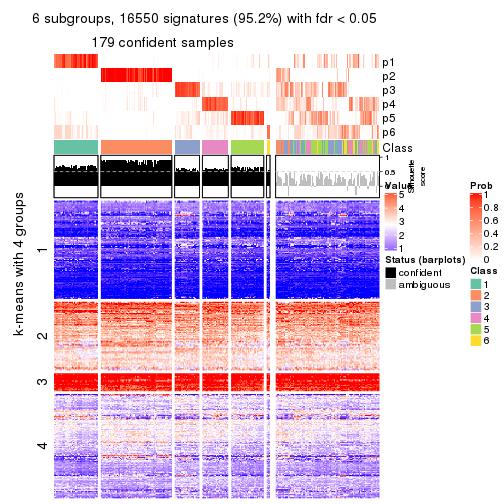 6 subgroups, 16550 signatures (95.2%) with fdr < 0.05
179 confident samples
p1
p2
p3
p4
p5
p6
Class
1
0.5
0
Silhouette
score
k-means with 4 groups
1
2
3
4
Value
5
4
3
2
1
Status (barplots)
confident
ambiguous
Prob
1
0.8
0.6
0.4
0.2
0
Class
1
2
3
4
5
6